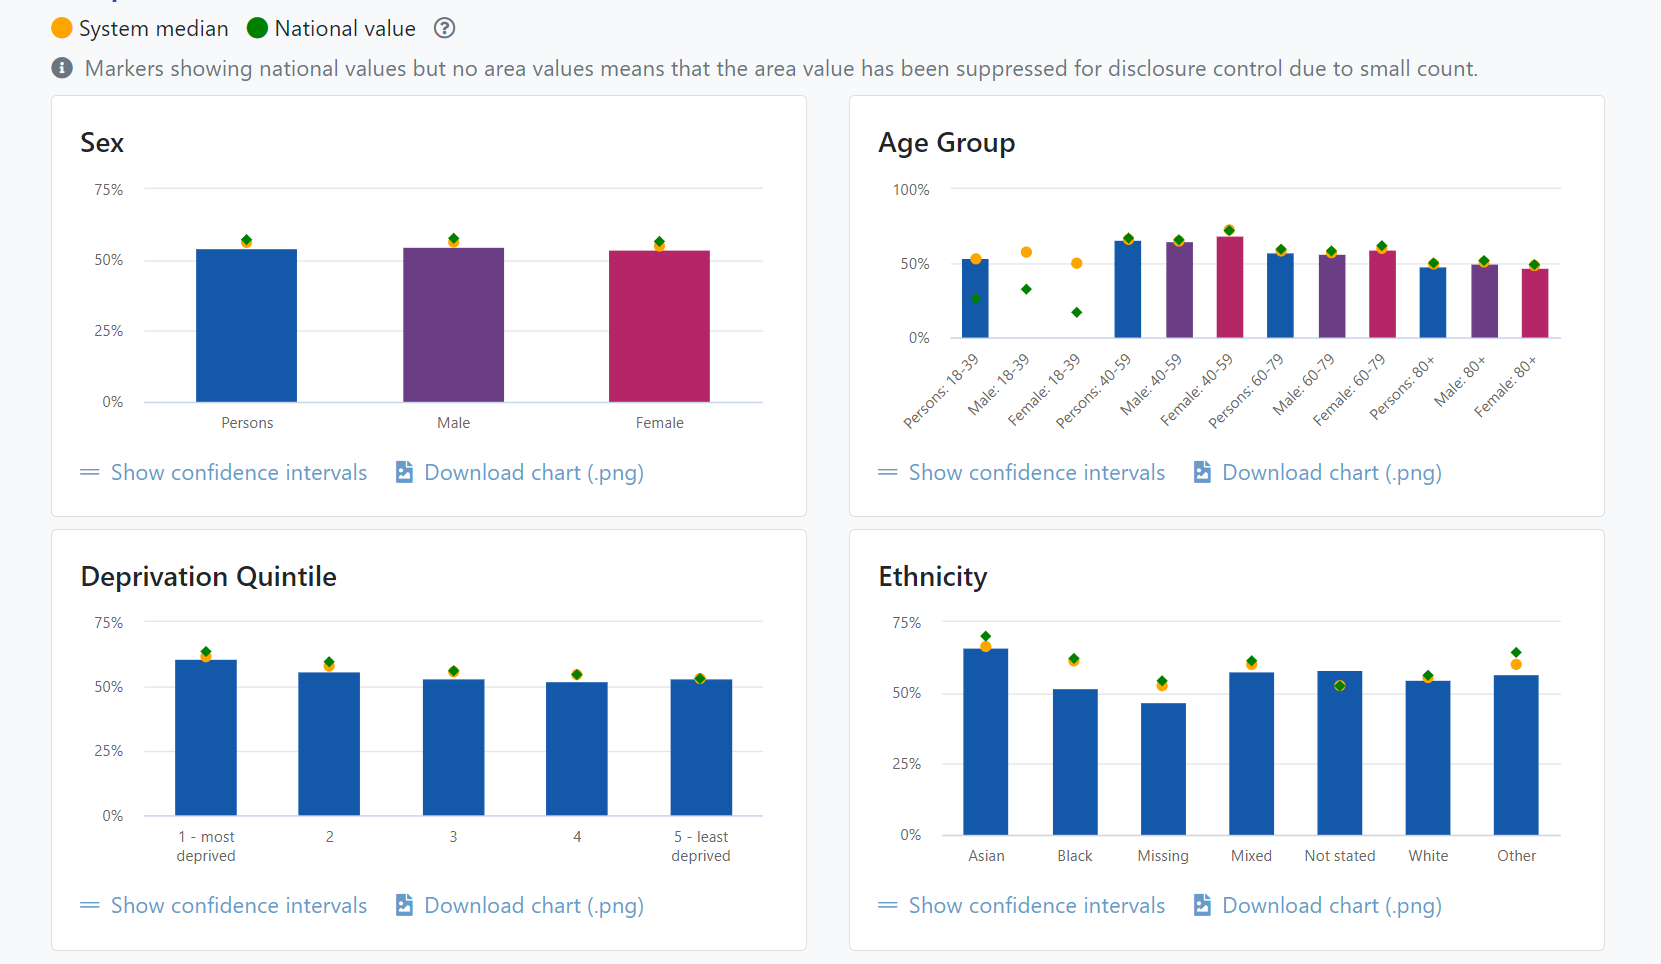 System median National value ?
Markers showing national values but no area values means that the area value has been suppressed for disclosure control due to small count.
Sex
75%
50%
25%
0%
Persons Male Female
Show confidence intervals Download chart (.png)
Age Group
100%
50%
0%
Persons: 18-39 Male: 18-39 Female: 18-39 Persons: 40-59 Male: 40-59 Female: 40-59 Persons: 60-79 Male: 60-79 Female: 60-79 Persons: 80+ Male: 80+ Female: 80+
Show confidence intervals Download chart (.png)
Deprivation Quintile
75%
50%
25%
0%
1 - most 2 3 4 5 - least
deprived deprived
Show confidence intervals Download chart (.png)
Ethnicity
75%
50%
25%
0%
Asian Black Missing Mixed Not stated White Other
Show confidence intervals Download chart (.png)